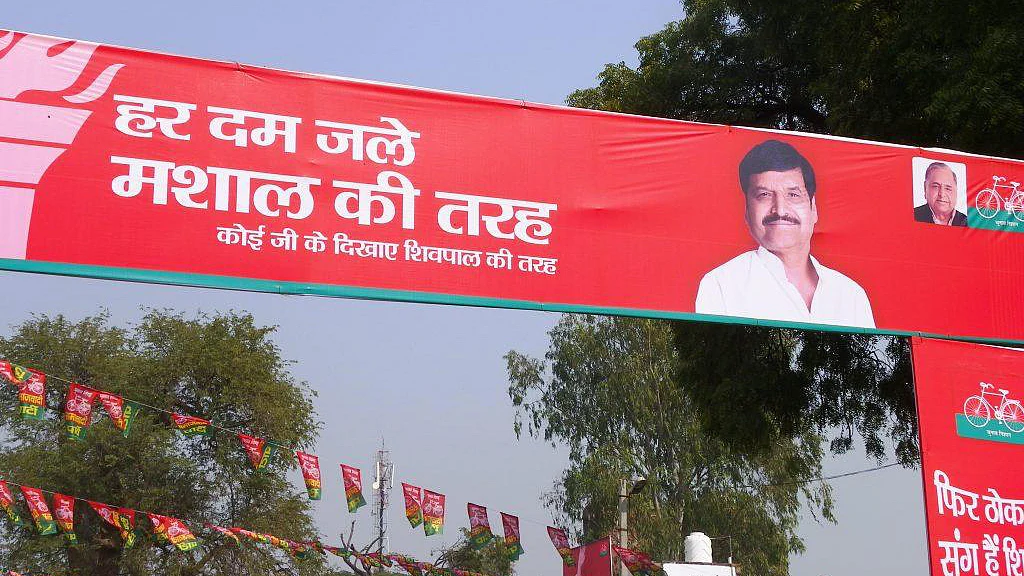 हर दम जले
मशाल की तरह
कोई जी के दिखाए शिवपाल की तरह
चुनाव चिन्ह
चुनाव चिन्ह
फिर ठोक
संग हैं